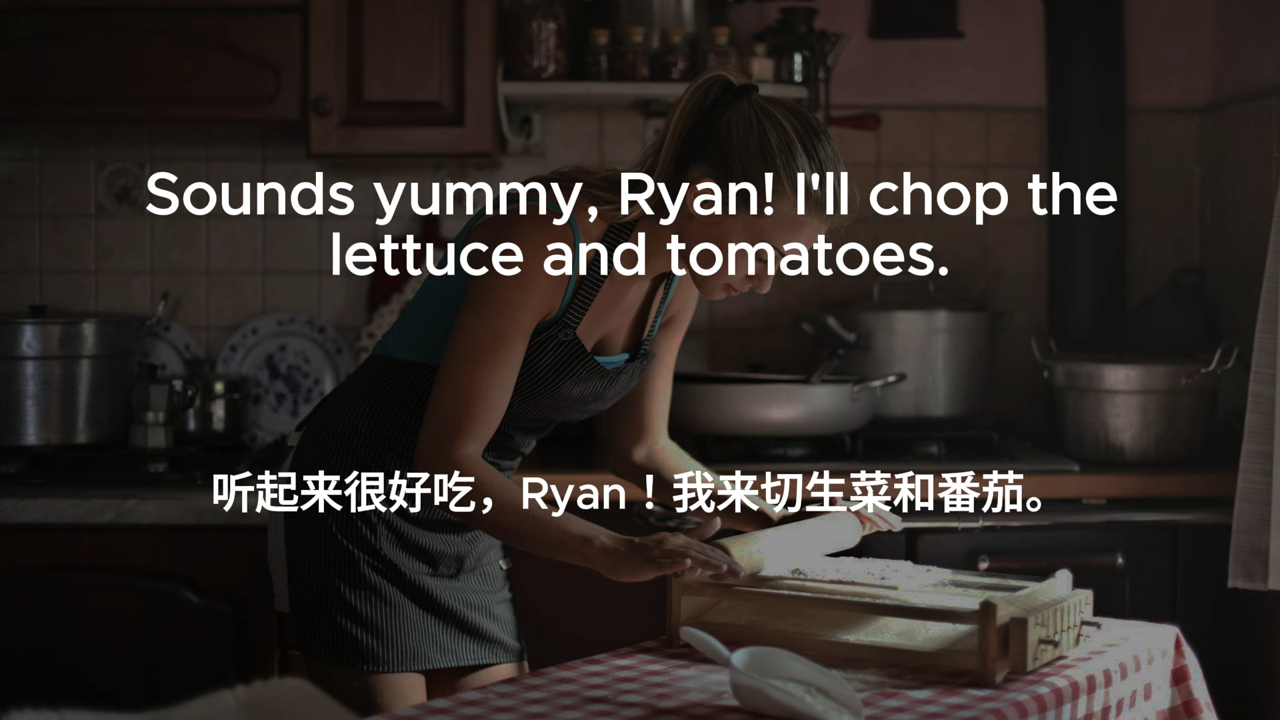 Sounds yummy, Ryan! I'll chop the
lettuce and tomatoes.
听起来很好吃，Ryan！我来切生菜和番茄。